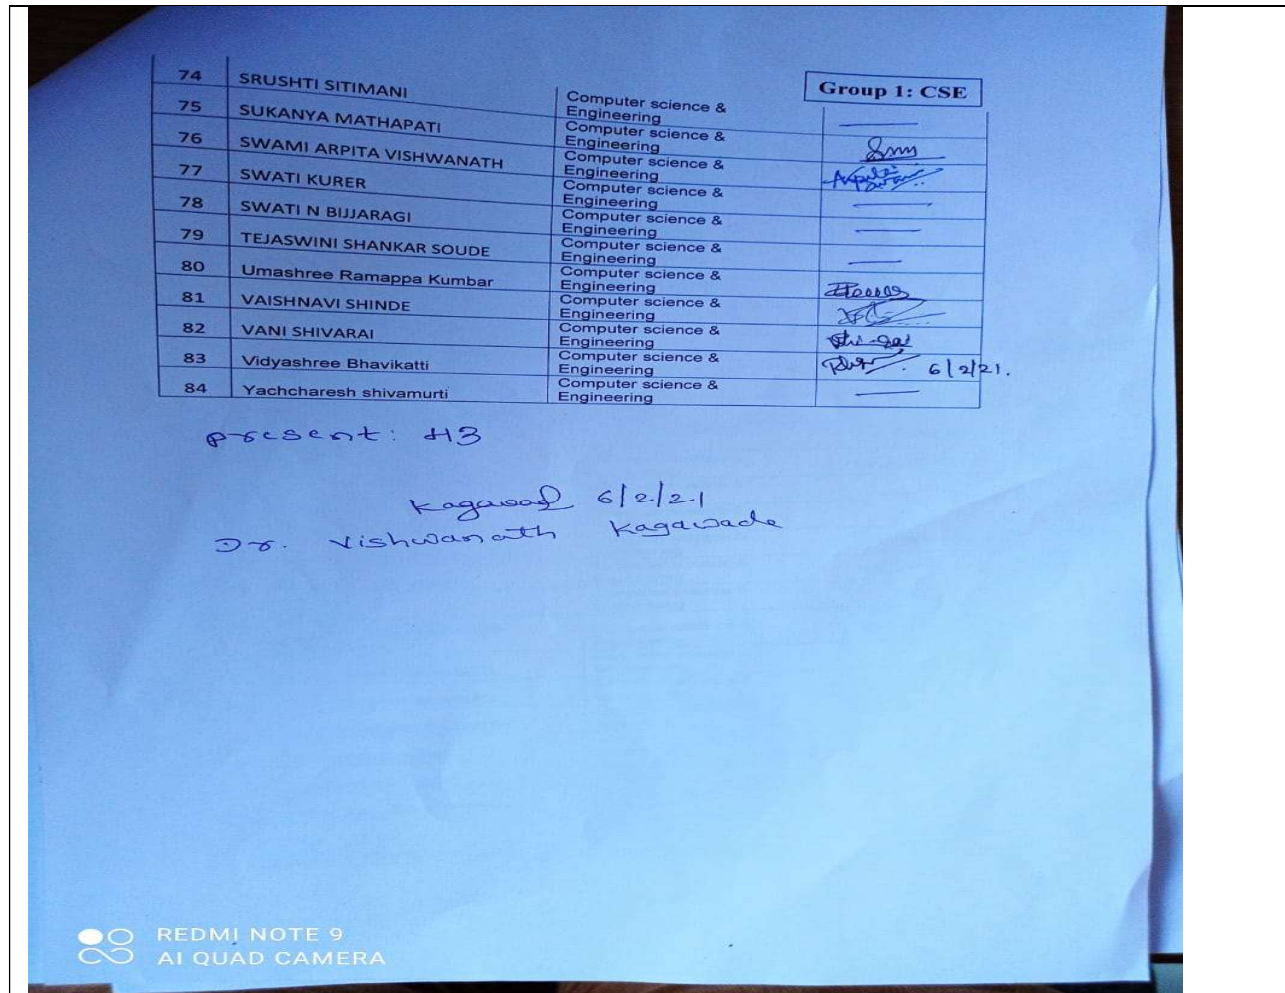 Group 1: CSE
74 SRUSHTI SITIMANI Computer science & Engineering
75 SUKANYA MATHAPATI Computer science & Engineering
76 SWAMI ARPITA VISHWANATH Computer science & Engineering
77 SWATI KURER Computer science & Engineering
78 SWATI N BIJJARAGI Computer science & Engineering
79 TEJASWINI SHANKAR SOUDE Computer science & Engineering
80 Umashree Ramappa Kumbar Computer science & Engineering
81 VAISHNAVI SHINDE Computer science & Engineering
82 VANI SHIVARAI Computer science & Engineering
83 Vidyashree Bhavikatti Computer science & Engineering 6/2/21.
84 Yachcharesh shivamurti Computer science & Engineering
present: 43
6/2/21
Dr. Vishwanath Kagawade
REDMI NOTE 9
AI QUAD CAMERA